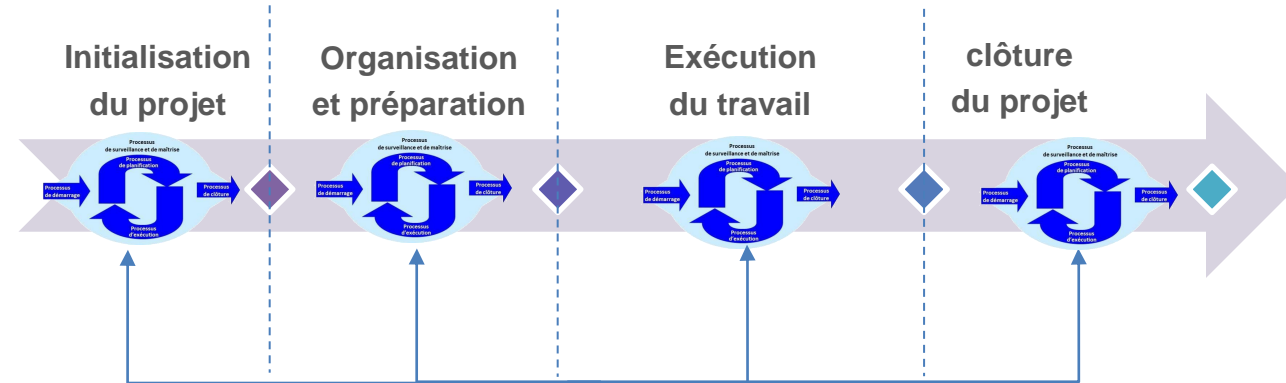 Initialisation
du projet
Organisation
et préparation
Exécution
du travail
clôture
du projet
Processus
de surveillance et de maîtrise
Processus
de planification
Processus
de démarrage
Processus
de clôture
Processus
d'exécution
Processus
de surveillance et de maîtrise
Processus
de planification
Processus
de démarrage
Processus
de clôture
Processus
d'exécution
Processus
de surveillance et de maîtrise
Processus
de planification
Processus
de démarrage
Processus
de clôture
Processus
d'exécution
Processus
de surveillance et de maîtrise
Processus
de planification
Processus
de démarrage
Processus
de clôture
Processus
d'exécution